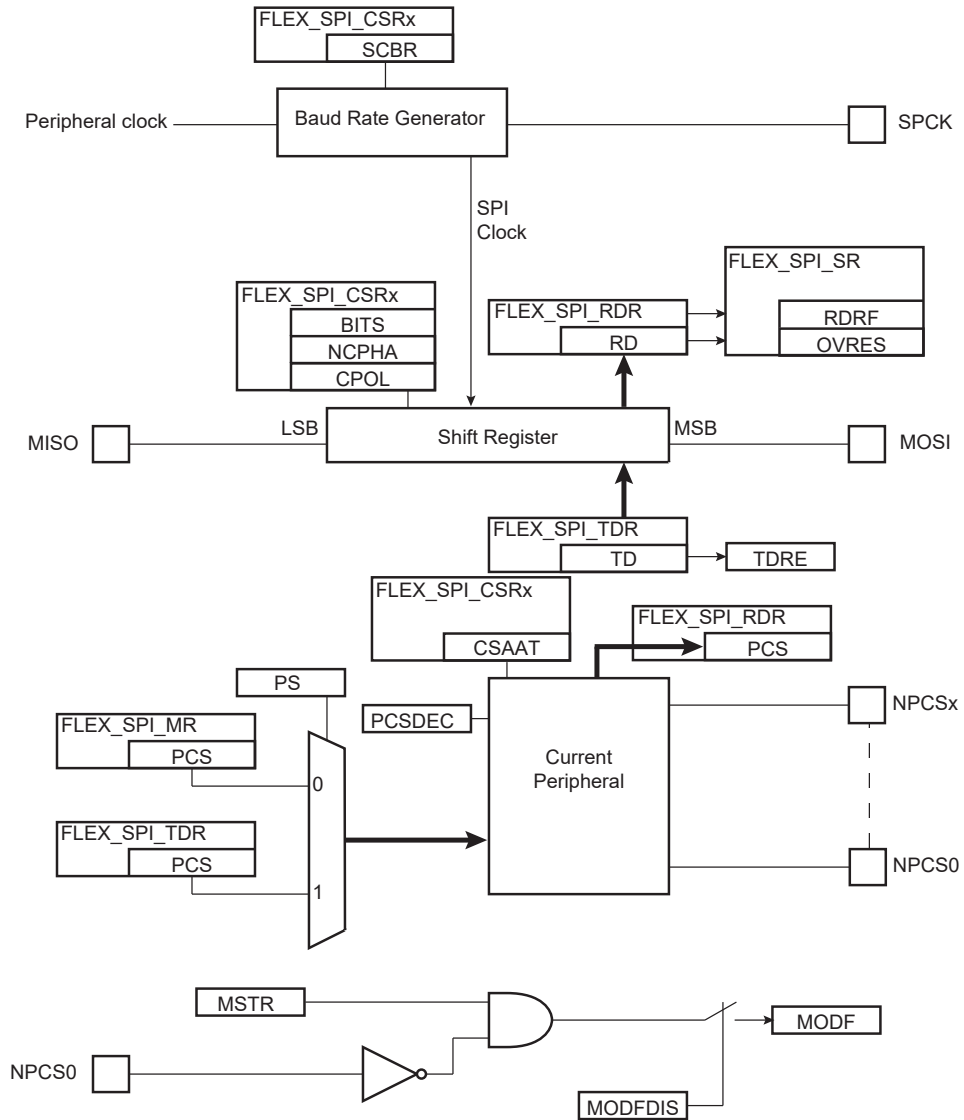 FLEX_SPI_CSRx
SCBR
Peripheral clock
Baud Rate Generator
SPCK
SPI
Clock
FLEX_SPI_SR
FLEX_SPI_CSRx
FLEX_SPI_RDR
BITS
RDRF
NCPHA
RD
OVRES
CPOL
MISO
LSB
Shift Register
MSB
MOSI
FLEX_SPI_TDR
TD
TDRE
FLEX_SPI_CSRx
FLEX_SPI_RDR
CSAAT
PCS
PS
NPCSx
FLEX_SPI_MR
PCSDEC
PCS
Current
Peripheral
0
FLEX_SPI_TDR
PCS
NPCS0
1
MSTR
MODF
NPCS0
MODFDIS